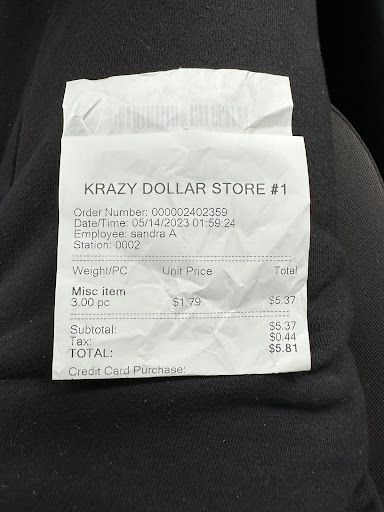 KRAZY DOLLAR STORE #1
Order Number: 000002402359
Date/Time: 05/14/2023 01:59:24
Employee: sandra A
Station: 0002
Weight/PC Unit Price Total
Misc item
3.00 pc $1.79 $5.37
Subtotal: $5.37
Tax: $0.44
TOTAL: $5.81
Credit Card Purchase: